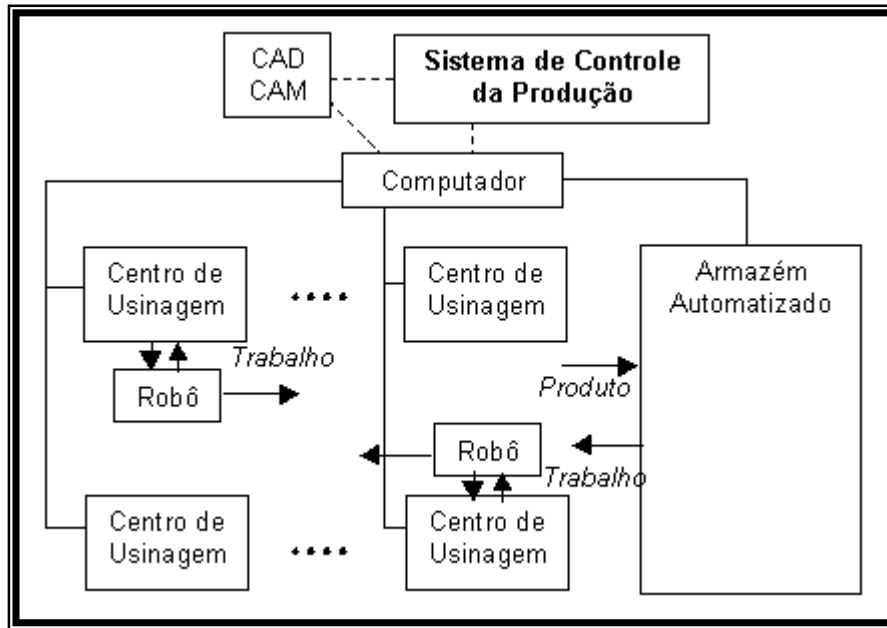 CAD
CAM
Sistema de Controle
da Produção
Computador
Centro de
Usinagem
Centro de
Usinagem
Armazém
Automatizado
Trabalho
Robô
Produto
Robô
Trabalho
Centro de
Usinagem
Centro de
Usinagem